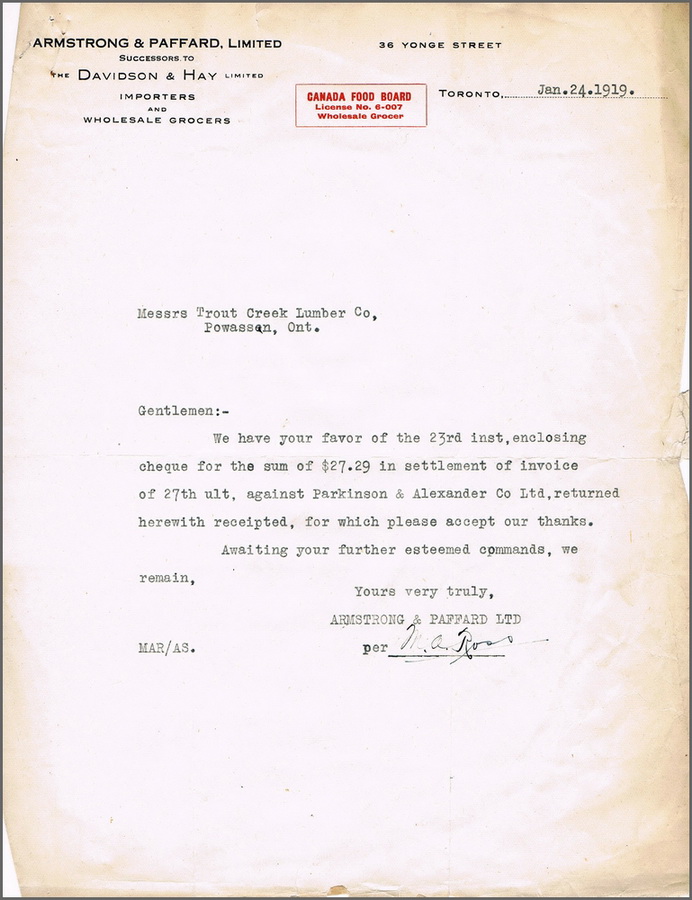 ARMSTRONG & PAFFARD, LIMITED
SUCCESSORS TO
THE DAVIDSON & HAY LIMITED
IMPORTERS
AND
WHOLESALE GROCERS
36 YONGE STREET
CANADA FOOD BOARD
License No. 6-007
Wholesale Grocer
TORONTO, Jan.24.1919.
Messrs Trout Creek Lumber Co,
Powassan, Ont.
Gentlemen:-
We have your favor of the 23rd inst,enclosing
cheque for the sum of $27.29 in settlement of invoice
of 27th ult, against Parkinson & Alexander Co Ltd,returned
herewith receipted, for which please accept our thanks.
Awaiting your further esteemed commands, we
remain,
Yours very truly,
ARMSTRONG & PAFFARD LTD
MAR/AS. per M. A. Ross